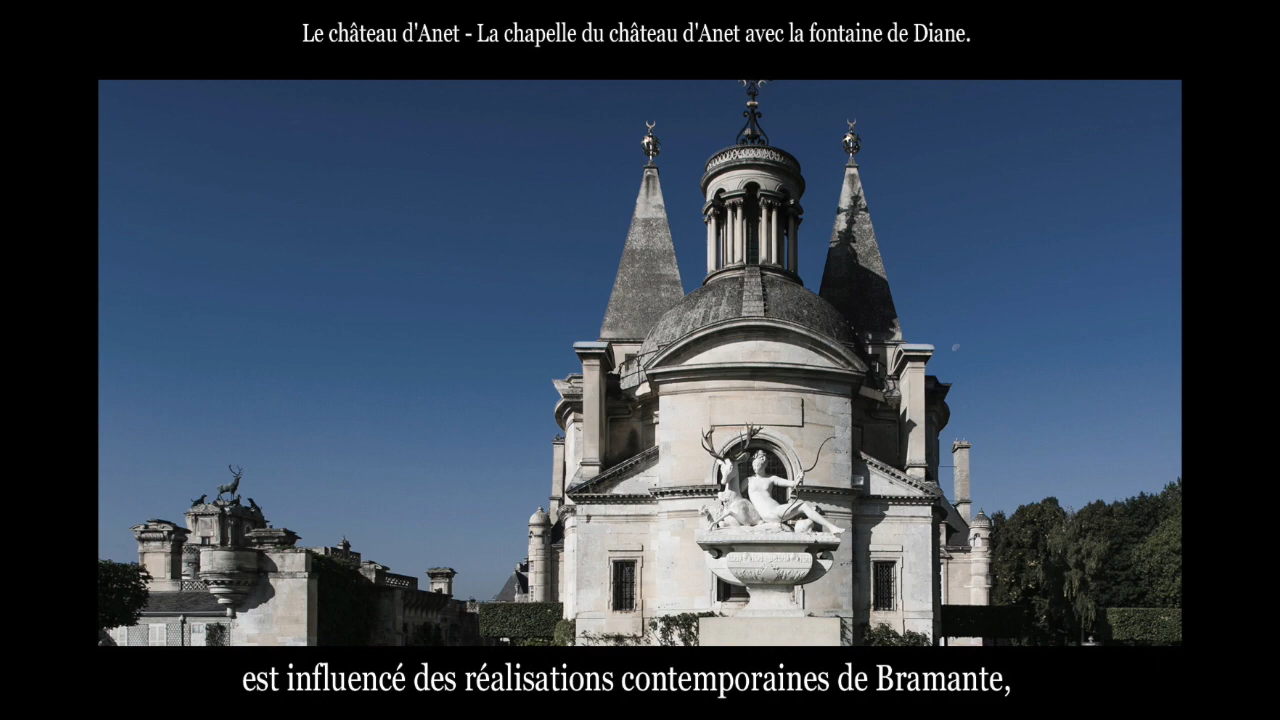 Le château d'Anet - La chapelle du château d'Anet avec la fontaine de Diane.
est influencé des réalisations contemporaines de Bramante,